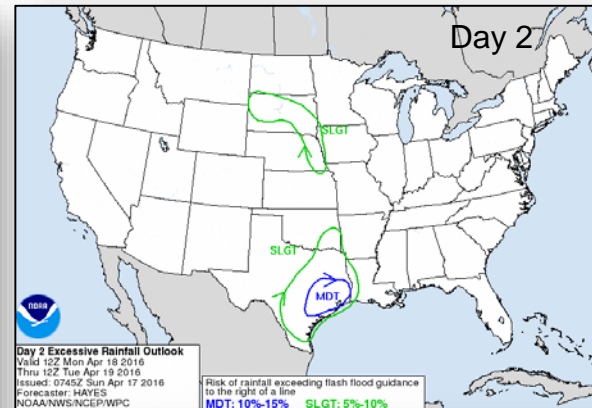 Day 2
SLGT
SLGT
MDT
NOAA
Day 2 Excessive Rainfall Outlook
Valid 12Z Mon Apr 18 2016
Thru 12Z Tue Apr 19 2016
Issued: 0745Z Sun Apr 17 2016
Forecaster: HAYES
NOAA/NWS/NCEP/WPC
Risk of rainfall exceeding flash flood guidance
to the right of a line
MDT: 10%-15% SLGT: 5%-10%